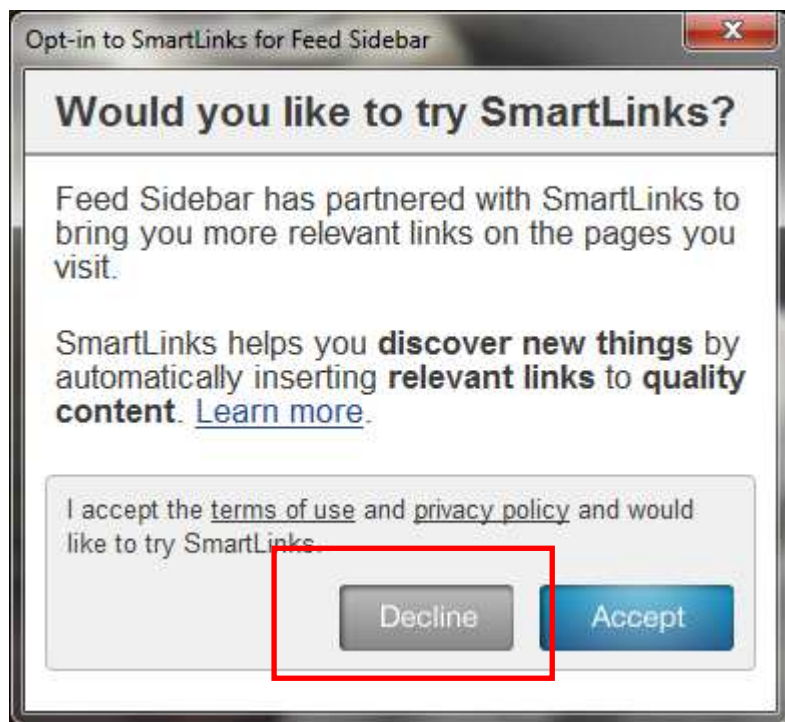 Opt-in to SmartLinks for Feed Sidebar
Would you like to try SmartLinks?
Feed Sidebar has partnered with SmartLinks to
bring you more relevant links on the pages you
visit.
SmartLinks helps you discover new things by
automatically inserting relevant links to quality
content. Learn more.
I accept the terms of use and privacy policy and would
like to try SmartLinks.
Decline
Accept